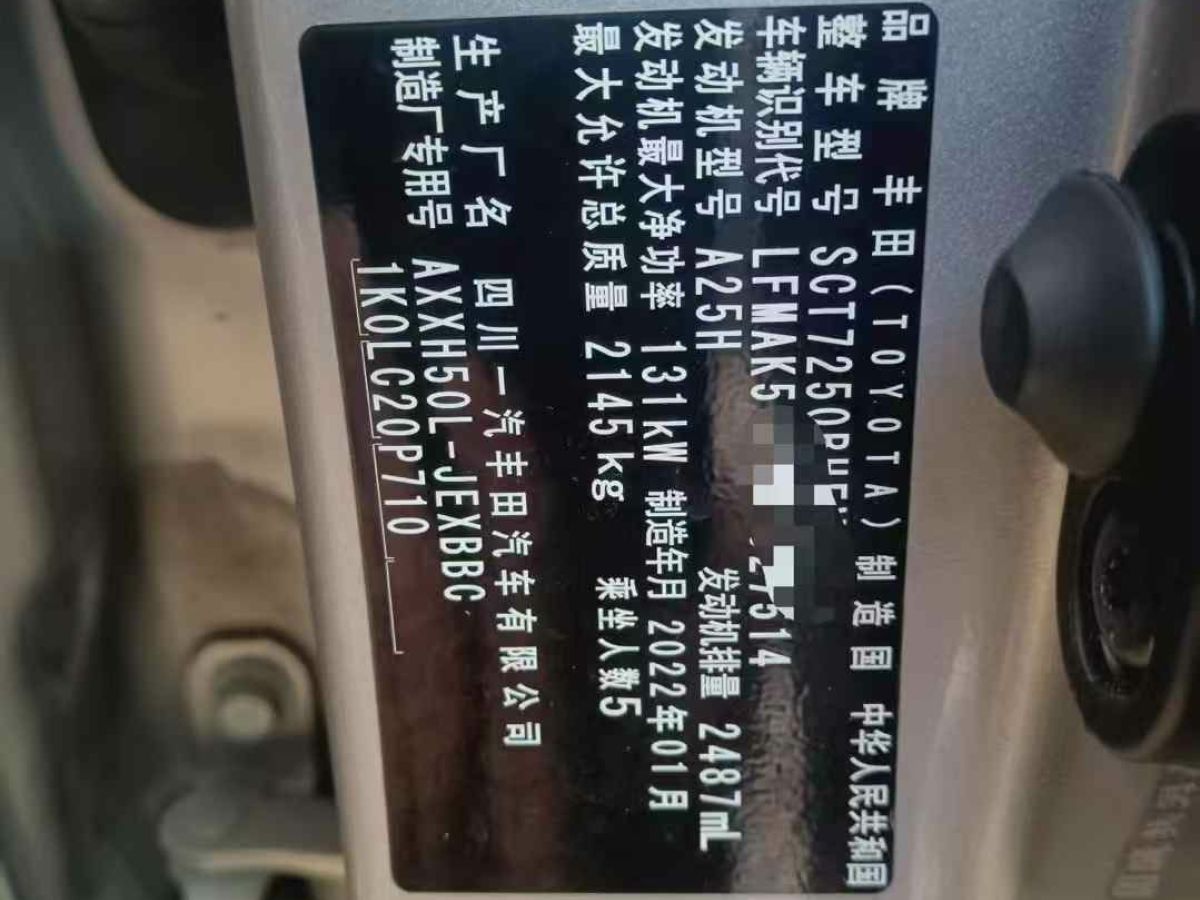 品牌 丰田(TOYOTA) 制造国 中华人民共和国
整车型号 SCT7250
车辆识别代号 LFMAK5 27514
发动机型号 A25H 发动机排量 2487mL
发动机最大净功率 131kW 制造年月 2022年01月
最大允许总质量 2145kg 乘坐人数5
生产厂名 四川一汽丰田汽车有限公司
制造厂专用号 AXXH50L-JEXBBC
1K0LC20P710